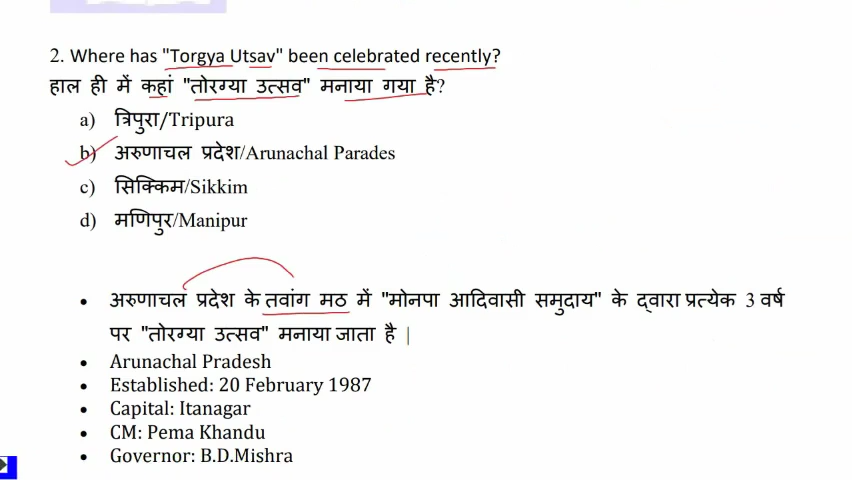 2. Where has "Torgya Utsav" been celebrated recently?
हाल ही में कहां "तोरग्या उत्सव" मनाया गया है?
a) त्रिपुरा/Tripura
b) अरुणाचल प्रदेश/Arunachal Parades
c) सिक्किम/Sikkim
d) मणिपुर/Manipur
• अरुणाचल प्रदेश के तवांग मठ में "मोनपा आदिवासी समुदाय" के द्वारा प्रत्येक 3 वर्ष
पर "तोरग्या उत्सव" मनाया जाता है |
• Arunachal Pradesh
• Established: 20 February 1987
• Capital: Itanagar
• CM: Pema Khandu
• Governor: B.D.Mishra